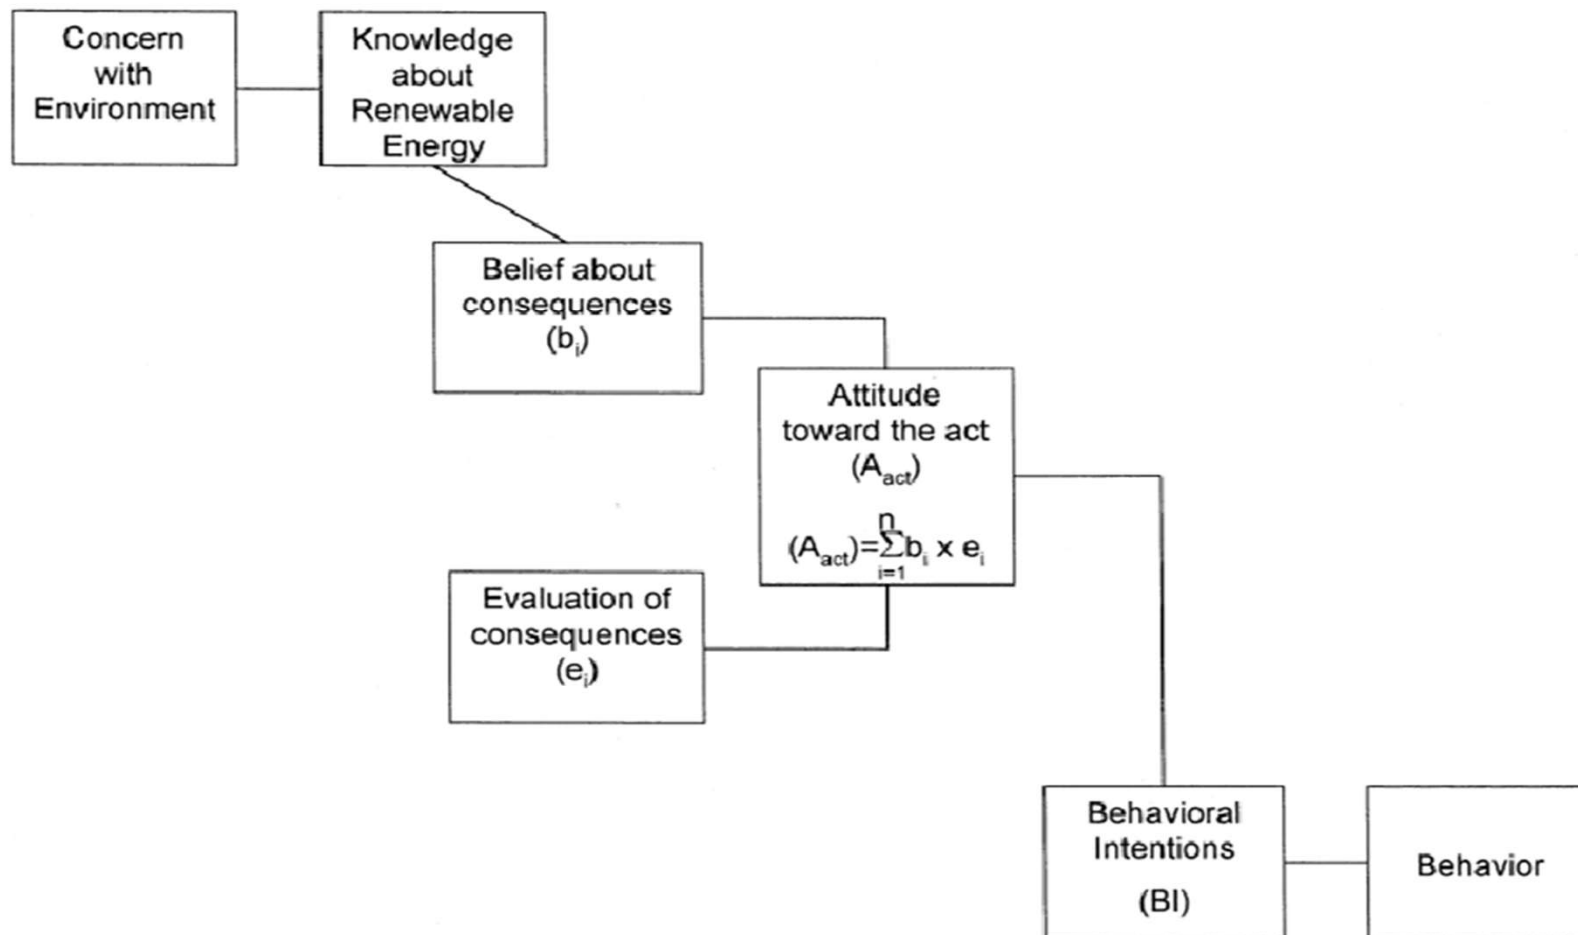 Concern
with
Environment
Knowledge
about
Renewable
Energy
Belief about
consequences
(bᵢ)
Attitude
toward the act
(Aact)
n
(Aact)=Σbᵢ x eᵢ
i=1
Evaluation of
consequences
(eᵢ)
Behavioral
Intentions
(BI)
Behavior